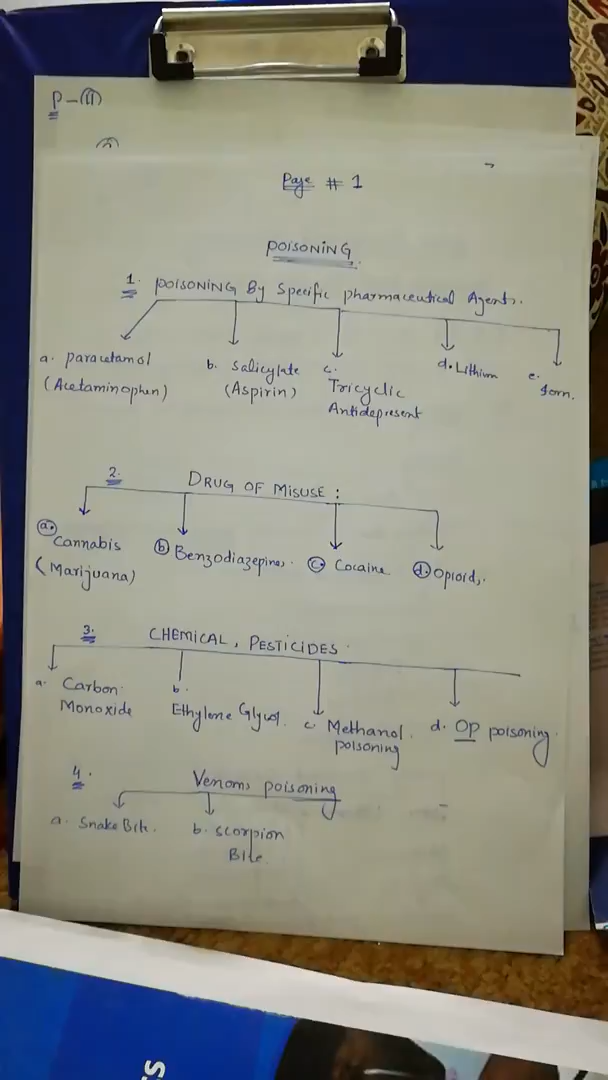 P-(11)
Page # 1
POISONING
1. POISONING By Specific pharmaceutical Agents.
a. paracetamol
(Acetaminophen)
b. Salicylate
(Aspirin)
c.
Tricyclic
Antidepresent
d. Lithium
e.
Iorn.
2. DRUG OF MISUSE :
a. Cannabis
(Marijuana)
b Benzodiazepines.
c. Cocaine
d. Opioids.
3. CHEMICAL, PESTICIDES
a. Carbon
Monoxide
b.
Ethylene Glycol.
c. Methanol
poisoning
d. OP poisoning.
4. Venoms poisoning
a. Snake Bite.
b. Scorpion
Bite.